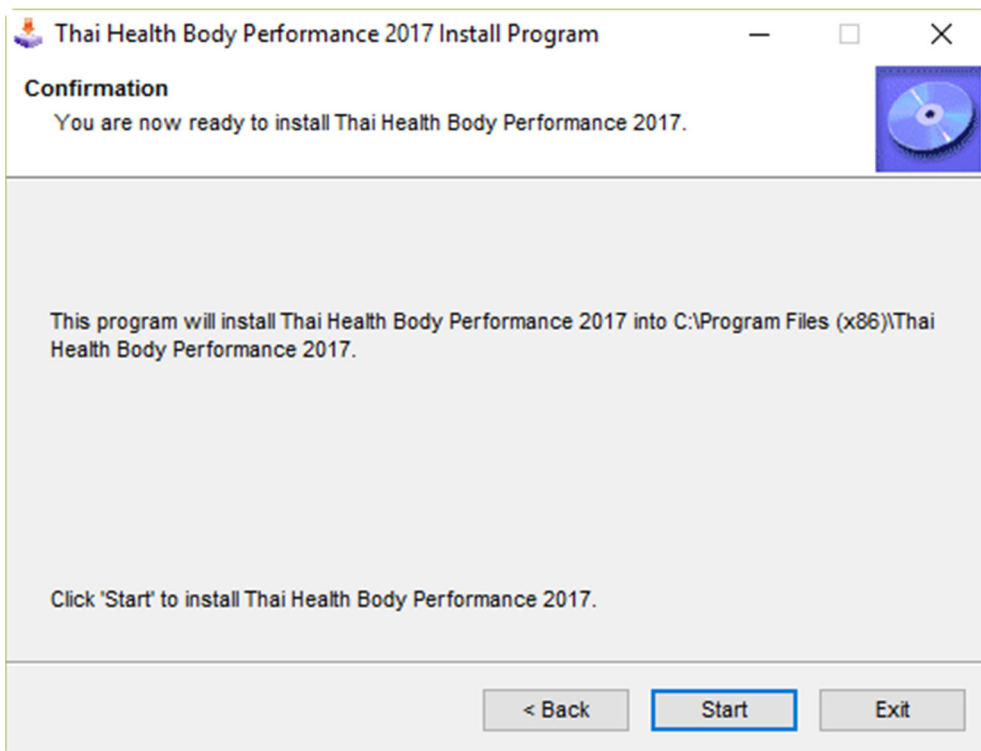 Thai Health Body Performance 2017 Install Program
Confirmation
You are now ready to install Thai Health Body Performance 2017.
This program will install Thai Health Body Performance 2017 into C:\Program Files (x86)\Thai
Health Body Performance 2017.
Click 'Start' to install Thai Health Body Performance 2017.
< Back Start Exit